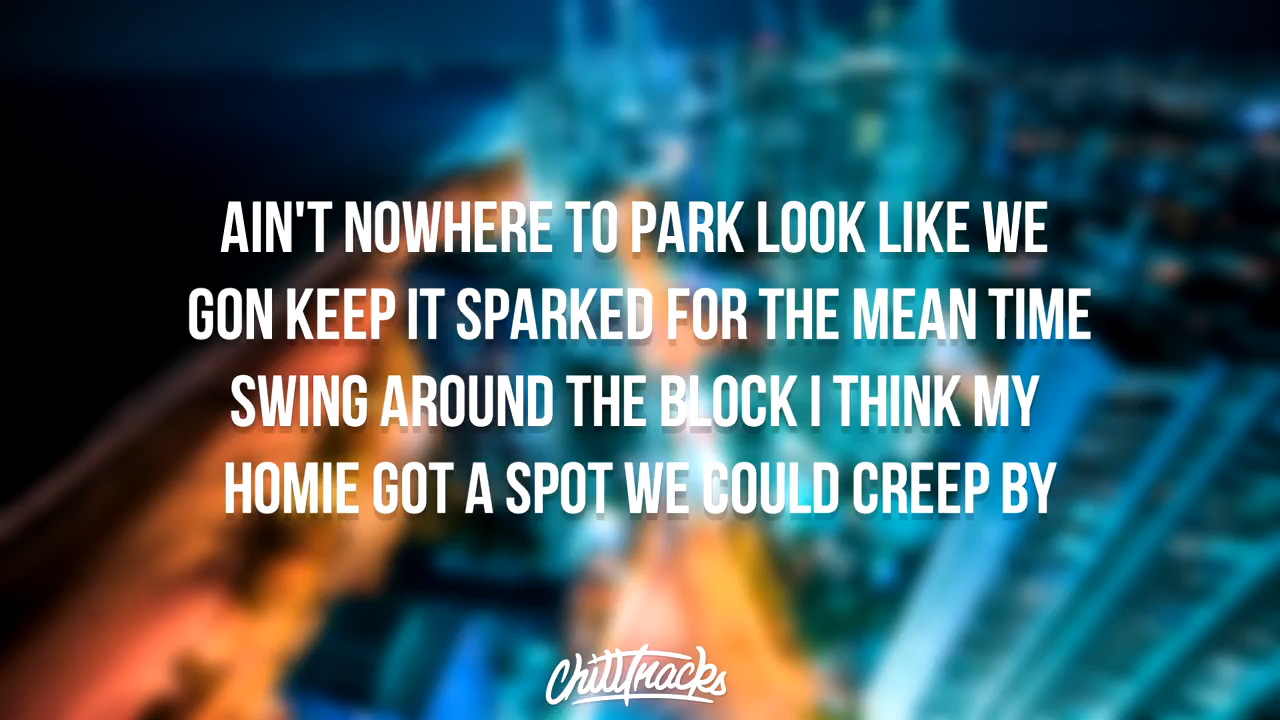 AIN'T NOWHERE TO PARK LOOK LIKE WE
GON KEEP IT SPARKED FOR THE MEAN TIME
SWING AROUND THE BLOCK I THINK MY
HOMIE GOT A SPOT WE COULD CREEP BY
ChillTracks